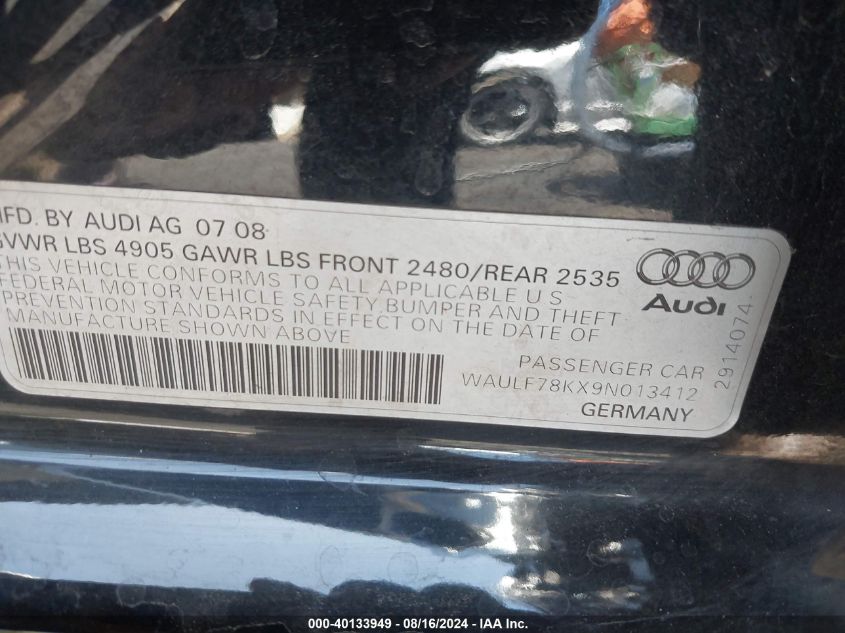 MFD. BY AUDI AG 07 08
GVWR LBS 4905 GAWR LBS FRONT 2480/REAR 2535
THIS VEHICLE CONFORMS TO ALL APPLICABLE U S
FEDERAL MOTOR VEHICLE SAFETY BUMPER AND THEFT
PREVENTION STANDARDS IN EFFECT ON THE DATE OF
MANUFACTURE SHOWN ABOVE
Audi
2914074
PASSENGER CAR
WAULF78KX9N013412
GERMANY
000-40133949 - 08/16/2024 - IAA Inc.